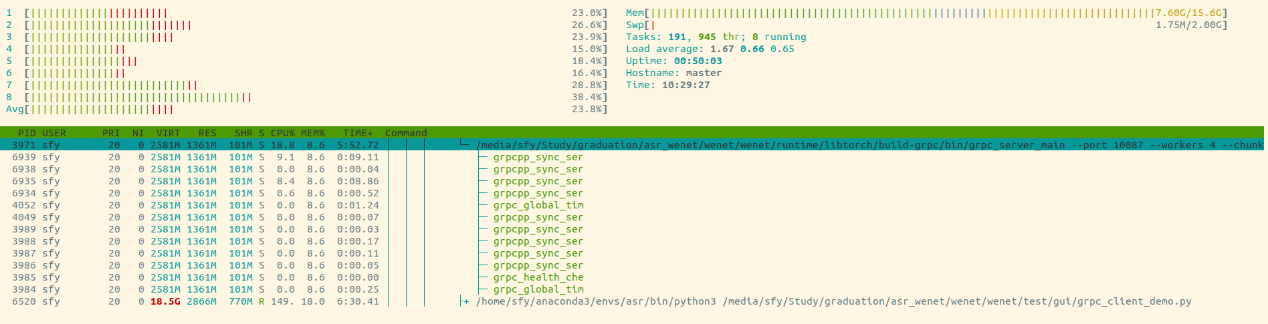 1 [|||||||||||||||||||||||| 23.0%] Mem[|||||||||||||||||||||||||||||||||||||||||||||||||||||||||||||||||||||||||||||||||||||7.60G/15.6G]
2 [|||||||||||||||||||||||||||| 26.6%] Swp[| 1.75M/2.00G]
3 [||||||||||||||||||||||||| 23.9%] Tasks: 191, 945 thr; 8 running
4 [||||||||||||||||| 15.0%] Load average: 1.67 0.66 0.65
5 [||||||||||||||||||| 18.4%] Uptime: 00:50:03
6 [||||||||||||||||| 16.4%] Hostname: master
7 [||||||||||||||||||||||||||||| 28.8%] Time: 10:29:27
8 [|||||||||||||||||||||||||||||||||||||| 38.4%]
Avg[||||||||||||||||||||||||| 23.8%]
PID USER PRI NI VIRT RES SHR S CPU% MEM% TIME+ Command
3971 sfy 20 0 2581M 1361M 101M S 18.8 8.6 5:52.72 /media/sfy/Study/graduation/asr_wenet/wenet/wenet/runtime/libtorch/build-grpc/bin/grpc_server_main --port 10087 --workers 4 --chunk
6939 sfy 20 0 2581M 1361M 101M S 9.1 8.6 0:09.11 grpcpp_sync_ser
6938 sfy 20 0 2581M 1361M 101M S 0.0 8.6 0:00.04 grpcpp_sync_ser
6935 sfy 20 0 2581M 1361M 101M S 8.4 8.6 0:08.86 grpcpp_sync_ser
6934 sfy 20 0 2581M 1361M 101M S 0.6 8.6 0:00.52 grpcpp_sync_ser
4052 sfy 20 0 2581M 1361M 101M S 0.0 8.6 0:01.24 grpc_global_tim
4049 sfy 20 0 2581M 1361M 101M S 0.0 8.6 0:00.07 grpcpp_sync_ser
3989 sfy 20 0 2581M 1361M 101M S 0.0 8.6 0:00.03 grpcpp_sync_ser
3988 sfy 20 0 2581M 1361M 101M S 0.0 8.6 0:00.17 grpcpp_sync_ser
3987 sfy 20 0 2581M 1361M 101M S 0.0 8.6 0:00.11 grpcpp_sync_ser
3986 sfy 20 0 2581M 1361M 101M S 0.0 8.6 0:00.05 grpcpp_sync_ser
3985 sfy 20 0 2581M 1361M 101M S 0.0 8.6 0:00.00 grpc_health_che
3984 sfy 20 0 2581M 1361M 101M S 0.0 8.6 0:00.25 grpc_global_tim
6520 sfy 20 0 18.5G 2866M 770M R 149. 18.0 6:30.41 + /home/sfy/anaconda3/envs/asr/bin/python3 /media/sfy/Study/graduation/asr_wenet/wenet/wenet/test/gui/grpc_client_demo.py